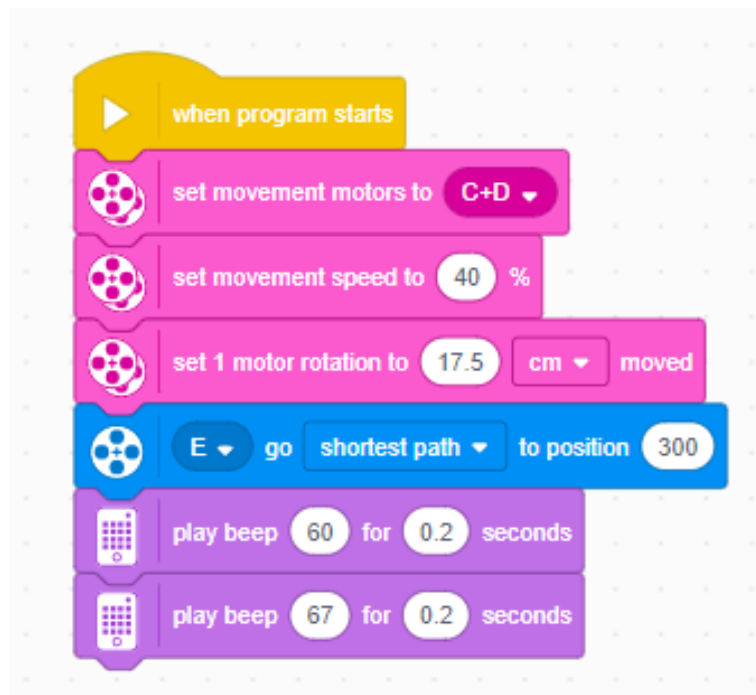 when program starts
set movement motors to C+D
set movement speed to 40 %
set 1 motor rotation to 17.5 cm moved
E go shortest path to position 300
play beep 60 for 0.2 seconds
play beep 67 for 0.2 seconds